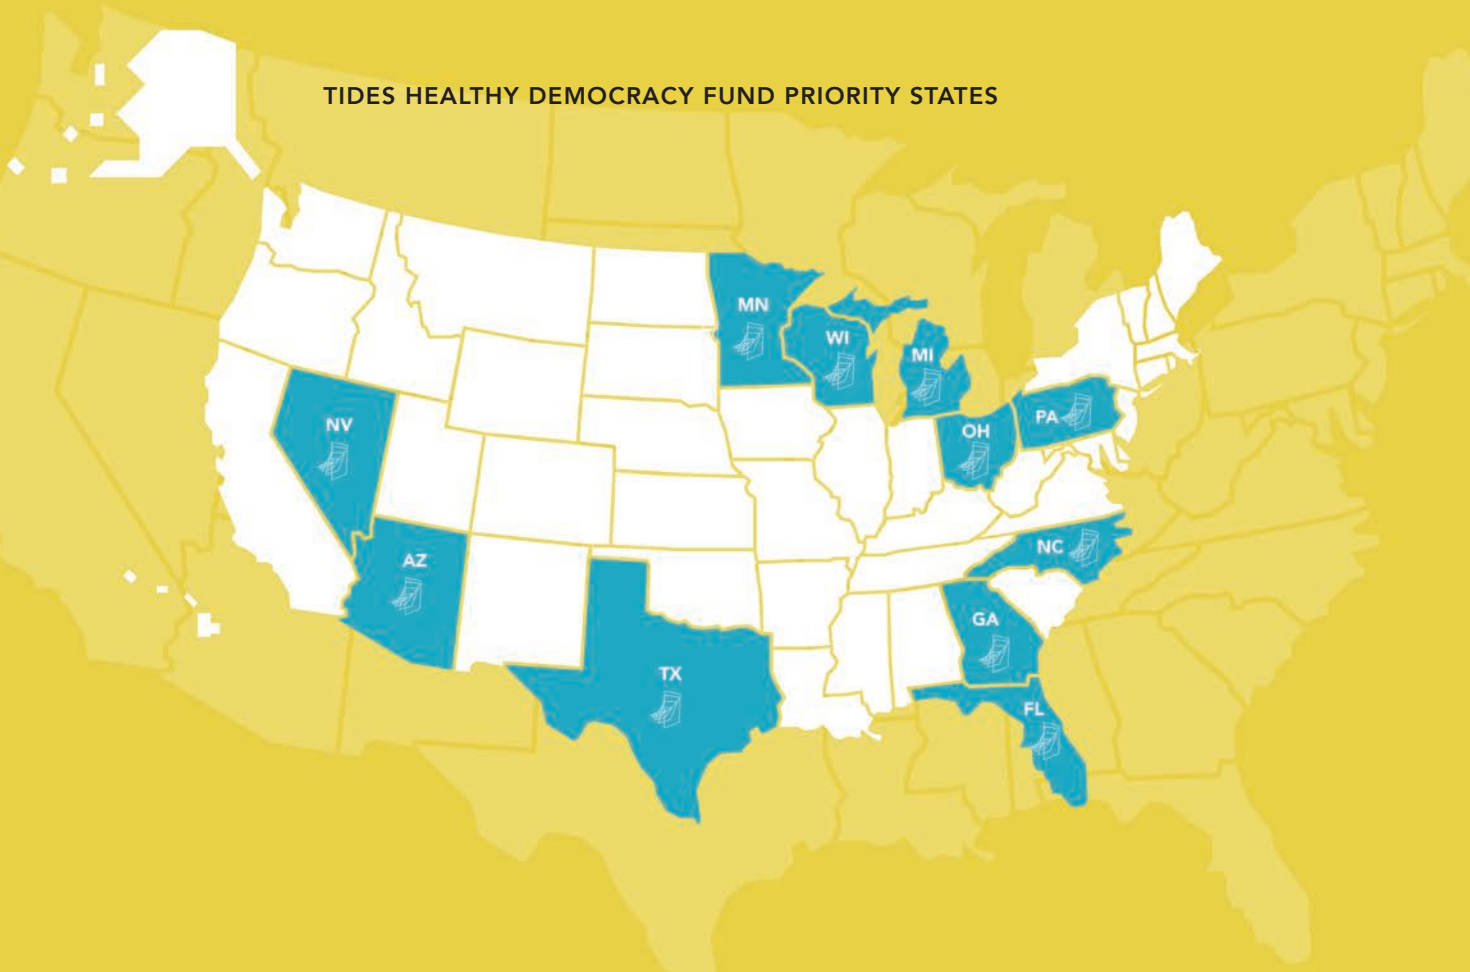 TIDES HEALTHY DEMOCRACY FUND PRIORITY STATES
MN
WI
MI
NV
PA
OH
NC
AZ
GA
TX
FL